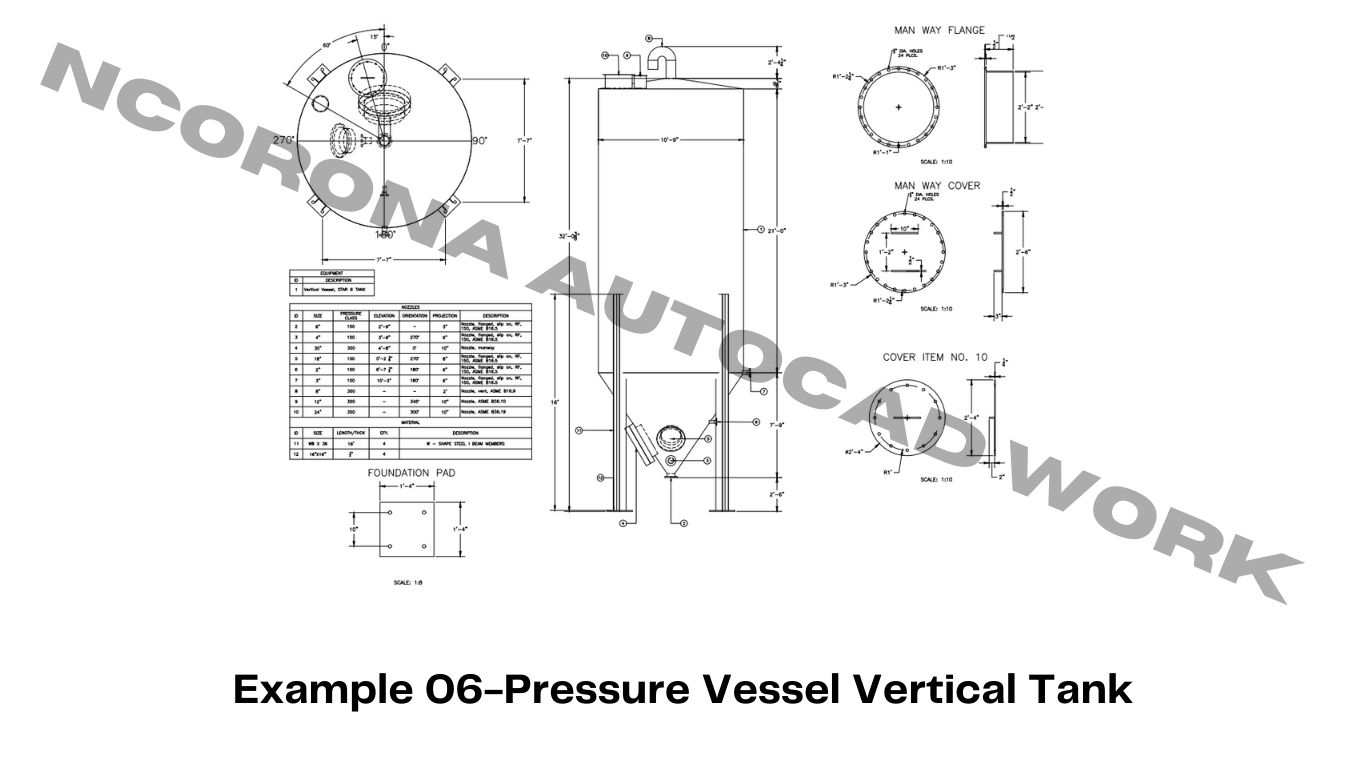 NCORONA AUTOCAD WORK
60°
15°
0°
270°
90°
180°
7'-7"
7'-7"
EQUIPMENT
ID DESCRIPTION
1 Vertical Vessel, STAR 6 TANK
NOZZLES
ID SIZE PRESSURE CLASS ELEVATION ORIENTATION PROJECTION DESCRIPTION
2 6" 150 2'-9" - 3" Nozzle, flanged, slip on, RF, 150, ASME B16.5
3 4" 150 3'-6" 270° 6" Nozzle, flanged, slip on, RF, 150, ASME B16.5
4 30" 300 4'-8" 0° 10" Nozzle, manway
5 18" 150 270° 8" Nozzle, flanged, slip on, RF, 150, ASME B16.5
6 2" 150 180° 6" Nozzle, flanged, slip on, RF, 150, ASME B16.5
7 3" 150 10'-3" 180° 6" Nozzle, flanged, slip on, RF, 150, ASME B16.5
8 8" 300 - - 2' Nozzle, vent, ASME B16.9
9 12" 300 - 345° 10" Nozzle, ASME B36.10
10 24" 300 - 300° 10" Nozzle, ASME B36.19
MATERIAL
ID SIZE LENGTH/THICK QTY. DESCRIPTION
11 W8 X 36 16' 4 W - SHAPE STEEL I BEAM MEMBERS
12 16"X16" 4
FOUNDATION PAD
1'-4"
10"
1'-4"
SCALE: 1:8
8
10
9
10'-9"
1
21'-0"
16'
7
11
6
5
3
7'-9"
12
2'-6"
4
2
MAN WAY FLANGE
DIA. HOLES
24 PLCS.
R1'-3"
2'-2"
R1'-1"
SCALE: 1:10
MAN WAY COVER
DIA. HOLES
24 PLCS.
10"
1'-2"
2'-6"
R1'-3"
3"
SCALE: 1:10
COVER ITEM NO. 10
2'-4"
ø2'-4"
R1'
2"
SCALE: 1:10
Example 06-Pressure Vessel Vertical Tank